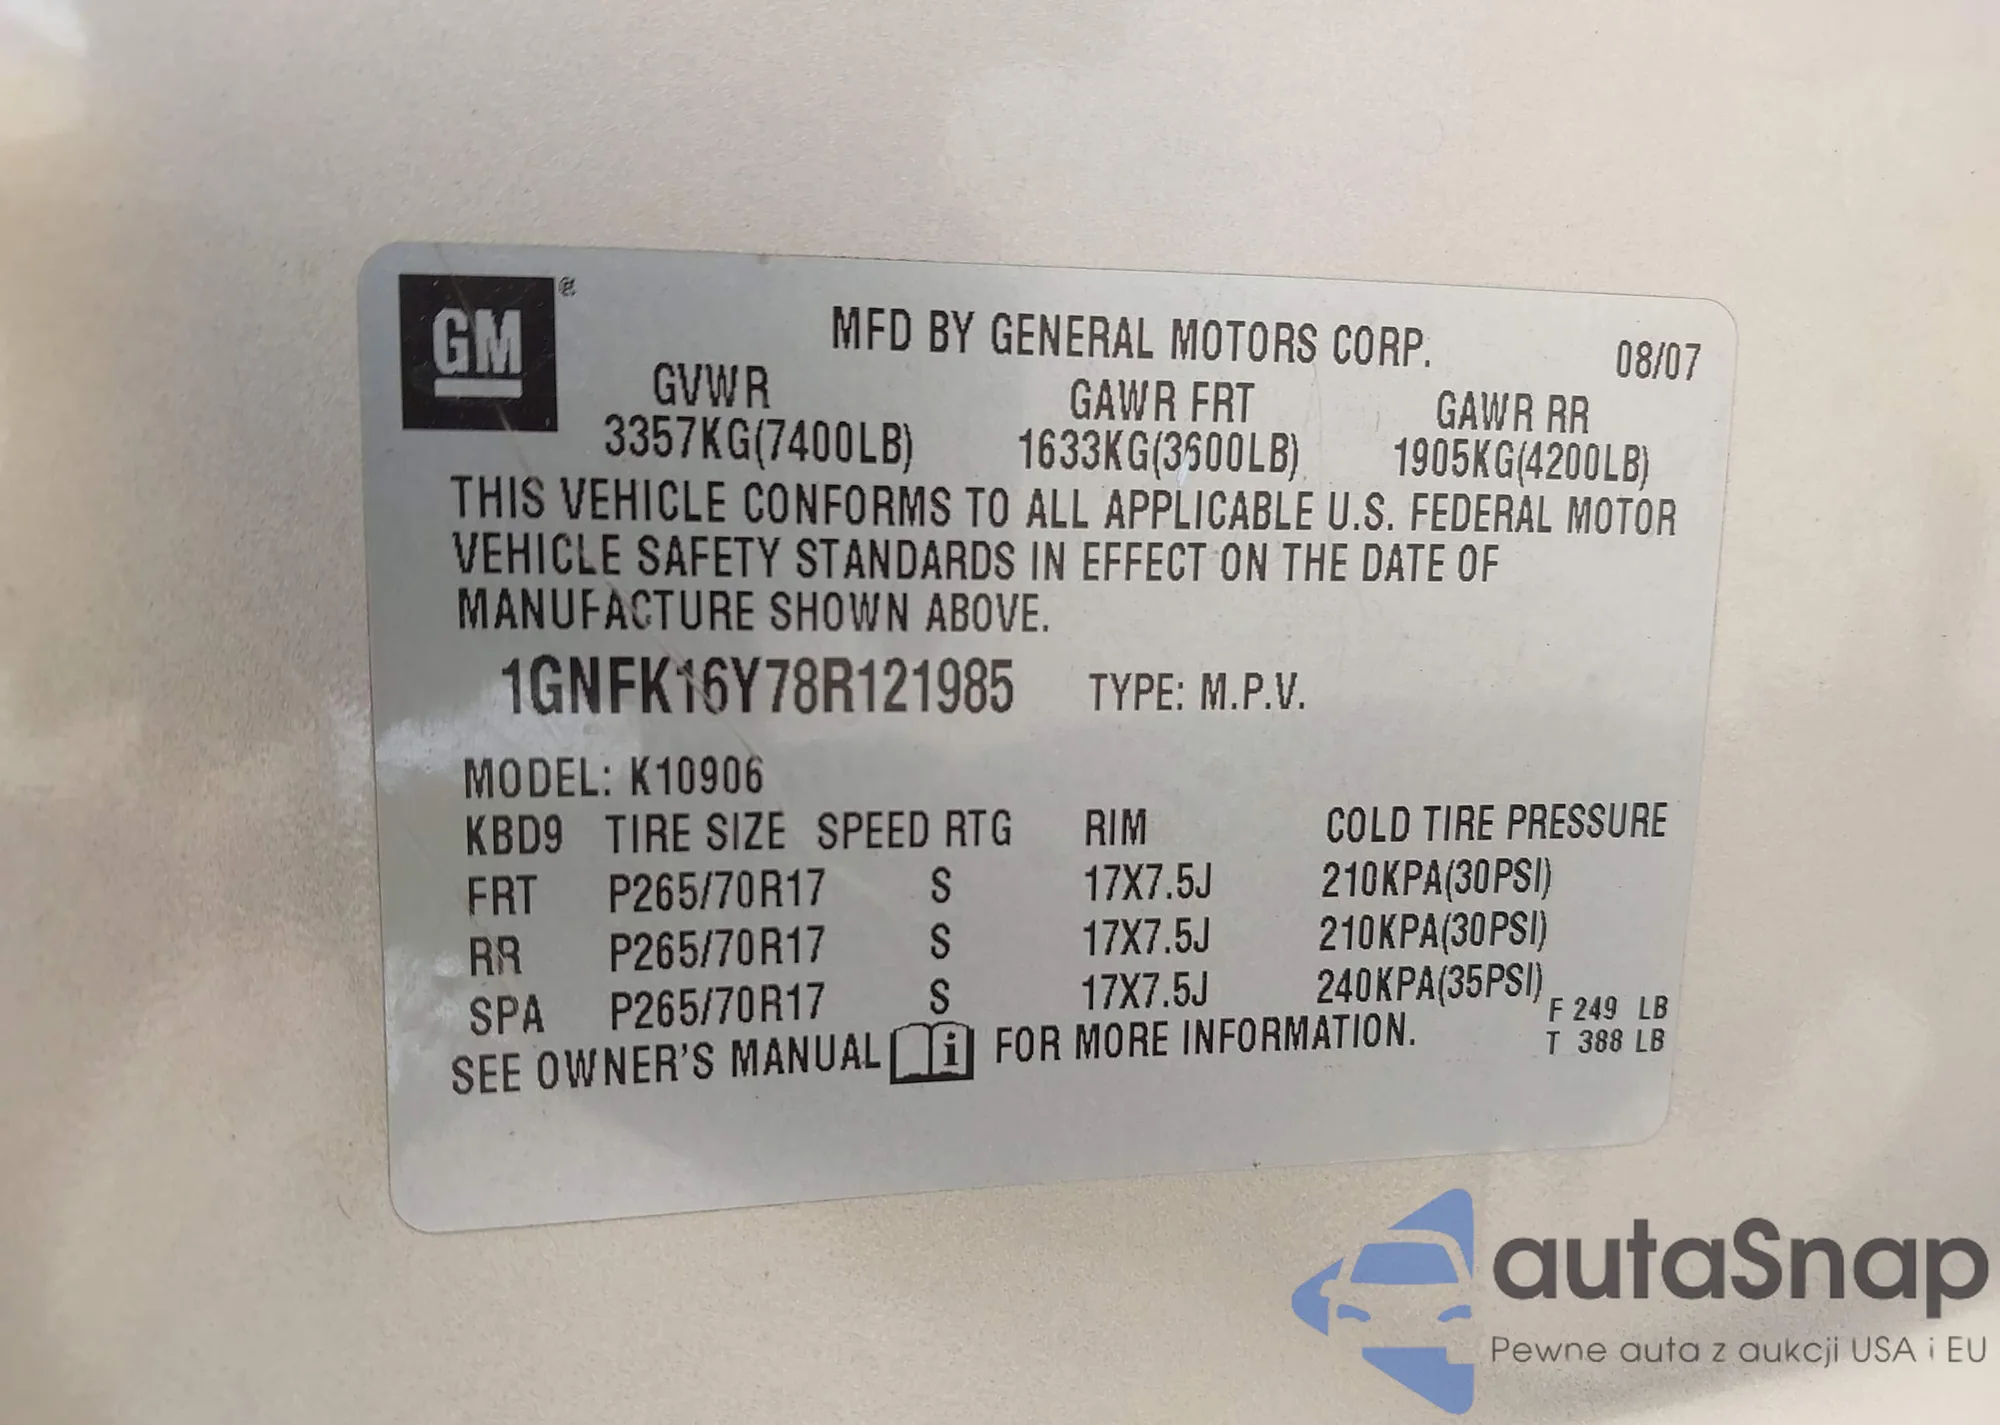 GM ®
MFD BY GENERAL MOTORS CORP. 08/07
GVWR GAWR FRT GAWR RR
3357KG(7400LB) 1633KG(3600LB) 1905KG(4200LB)
THIS VEHICLE CONFORMS TO ALL APPLICABLE U.S. FEDERAL MOTOR
VEHICLE SAFETY STANDARDS IN EFFECT ON THE DATE OF
MANUFACTURE SHOWN ABOVE.
1GNFK16Y78R121985 TYPE: M.P.V.
MODEL: K10906
KBD9 TIRE SIZE SPEED RTG RIM COLD TIRE PRESSURE
FRT P265/70R17 S 17X7.5J 210KPA(30PSI)
RR P265/70R17 S 17X7.5J 210KPA(30PSI)
SPA P265/70R17 S 17X7.5J 240KPA(35PSI)
F 249 LB
SEE OWNER'S MANUAL i FOR MORE INFORMATION. T 388 LB
autaSnap
Pewne auta z aukcji USA i EU